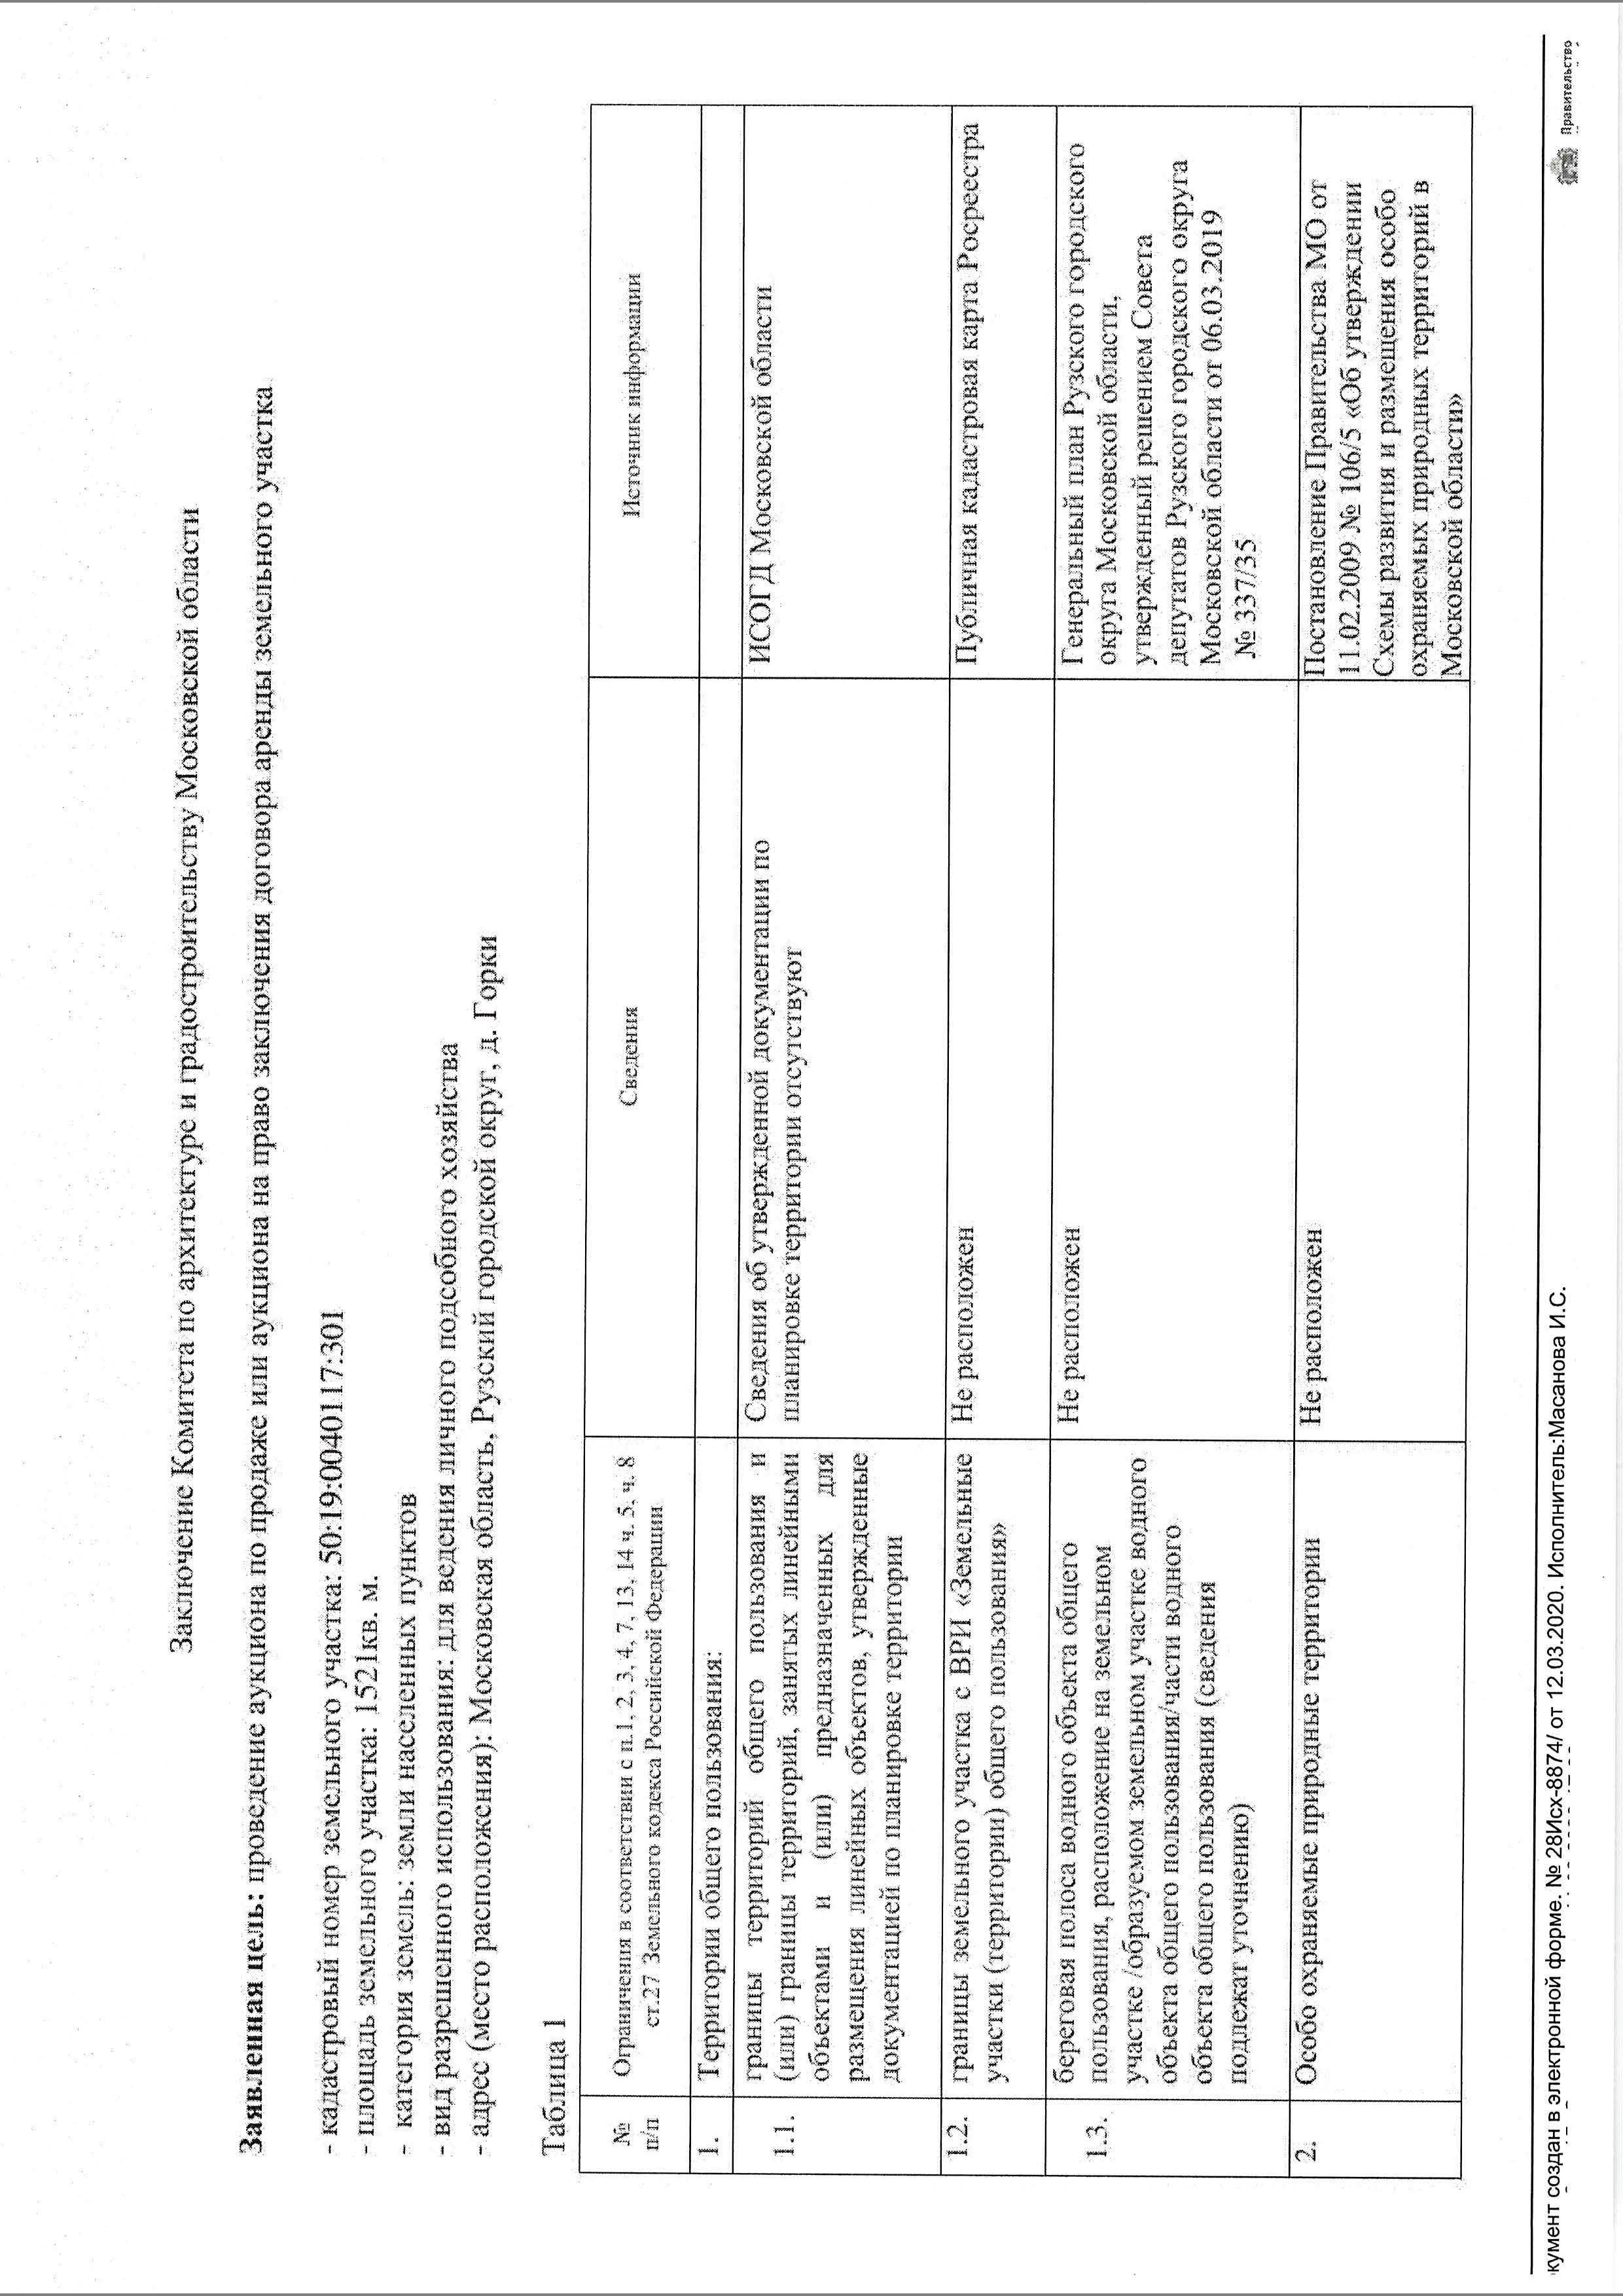 Заключение Комитета по архитектуре и градостроительству Московской области
Заявленная цель: проведение аукциона по продаже или аукциона на право заключения договора аренды земельного участка
- кадастровый номер земельного участка: 50:19:0040117:301
- площадь земельного участка: 1521кв. м.
- категория земель: земли населенных пунктов
- вид разрешенного использования: для ведения личного подсобного хозяйства
- адрес (место расположения): Московская область, Рузский городской округ, д. Горки
Таблица 1
№
п/п
Ограничения в соответствии с п.1, 2, 3, 4, 7, 13, 14 ч. 5, ч. 8
ст.27 Земельного кодекса Российской Федерации
Сведения
Источник информации
1.
Территории общего пользования:
1.1.
границы территорий общего пользования и
(или) границы территорий, занятых линейными
объектами и (или) предназначенных для
размещения линейных объектов, утвержденные
документацией по планировке территории
Сведения об утвержденной документации по
планировке территории отсутствуют
ИСОГД Московской области
1.2.
границы земельного участка с ВРИ «Земельные
участки (территории) общего пользования»
Не расположен
Публичная кадастровая карта Росреестра
1.3.
береговая полоса водного объекта общего
пользования, расположение на земельном
участке /образуемом земельном участке водного
объекта общего пользования/части водного
объекта общего пользования (сведения
подлежат уточнению)
Не расположен
Генеральный план Рузского городского
округа Московской области,
утвержденный решением Совета
депутатов Рузского городского округа
Московской области от 06.03.2019
№ 337/35
2.
Особо охраняемые природные территории
Не расположен
Постановление Правительства МО от
11.02.2009 № 106/5 «Об утверждении
Схемы развития и размещения особо
охраняемых природных территорий в
Московской области»
кумент создан в электронной форме. № 28Исх-8874/ от 12.03.2020. Исполнитель:Масанова И.С.
Правительство